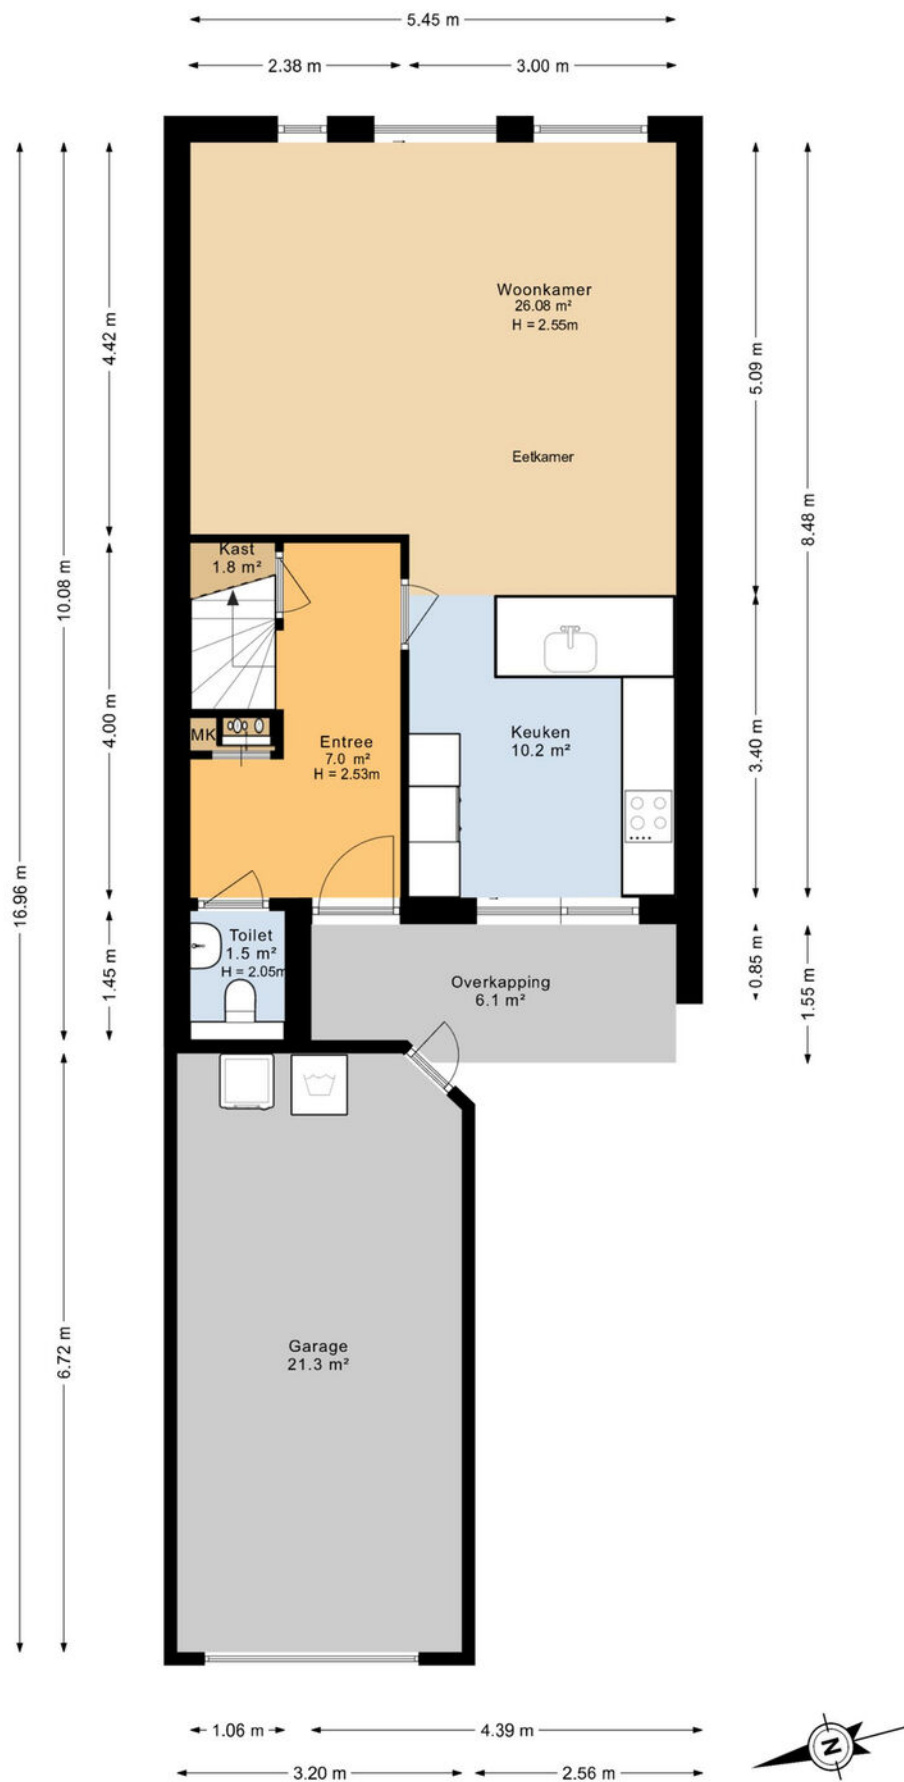 5.45 m
2.38 m
3.00 m
Woonkamer
26.08 m²
H = 2.55m
4.42 m
5.09 m
Eetkamer
8.48 m
Kast
1.8 m²
10.08 m
4.00 m
MK
Entree
7.0 m²
H = 2.53m
Keuken
10.2 m²
3.40 m
16.96 m
Toilet
1.5 m²
H = 2.05m
1.45 m
Overkapping
6.1 m²
0.85 m
1.55 m
Garage
21.3 m²
6.72 m
1.06 m
4.39 m
3.20 m
2.56 m
N